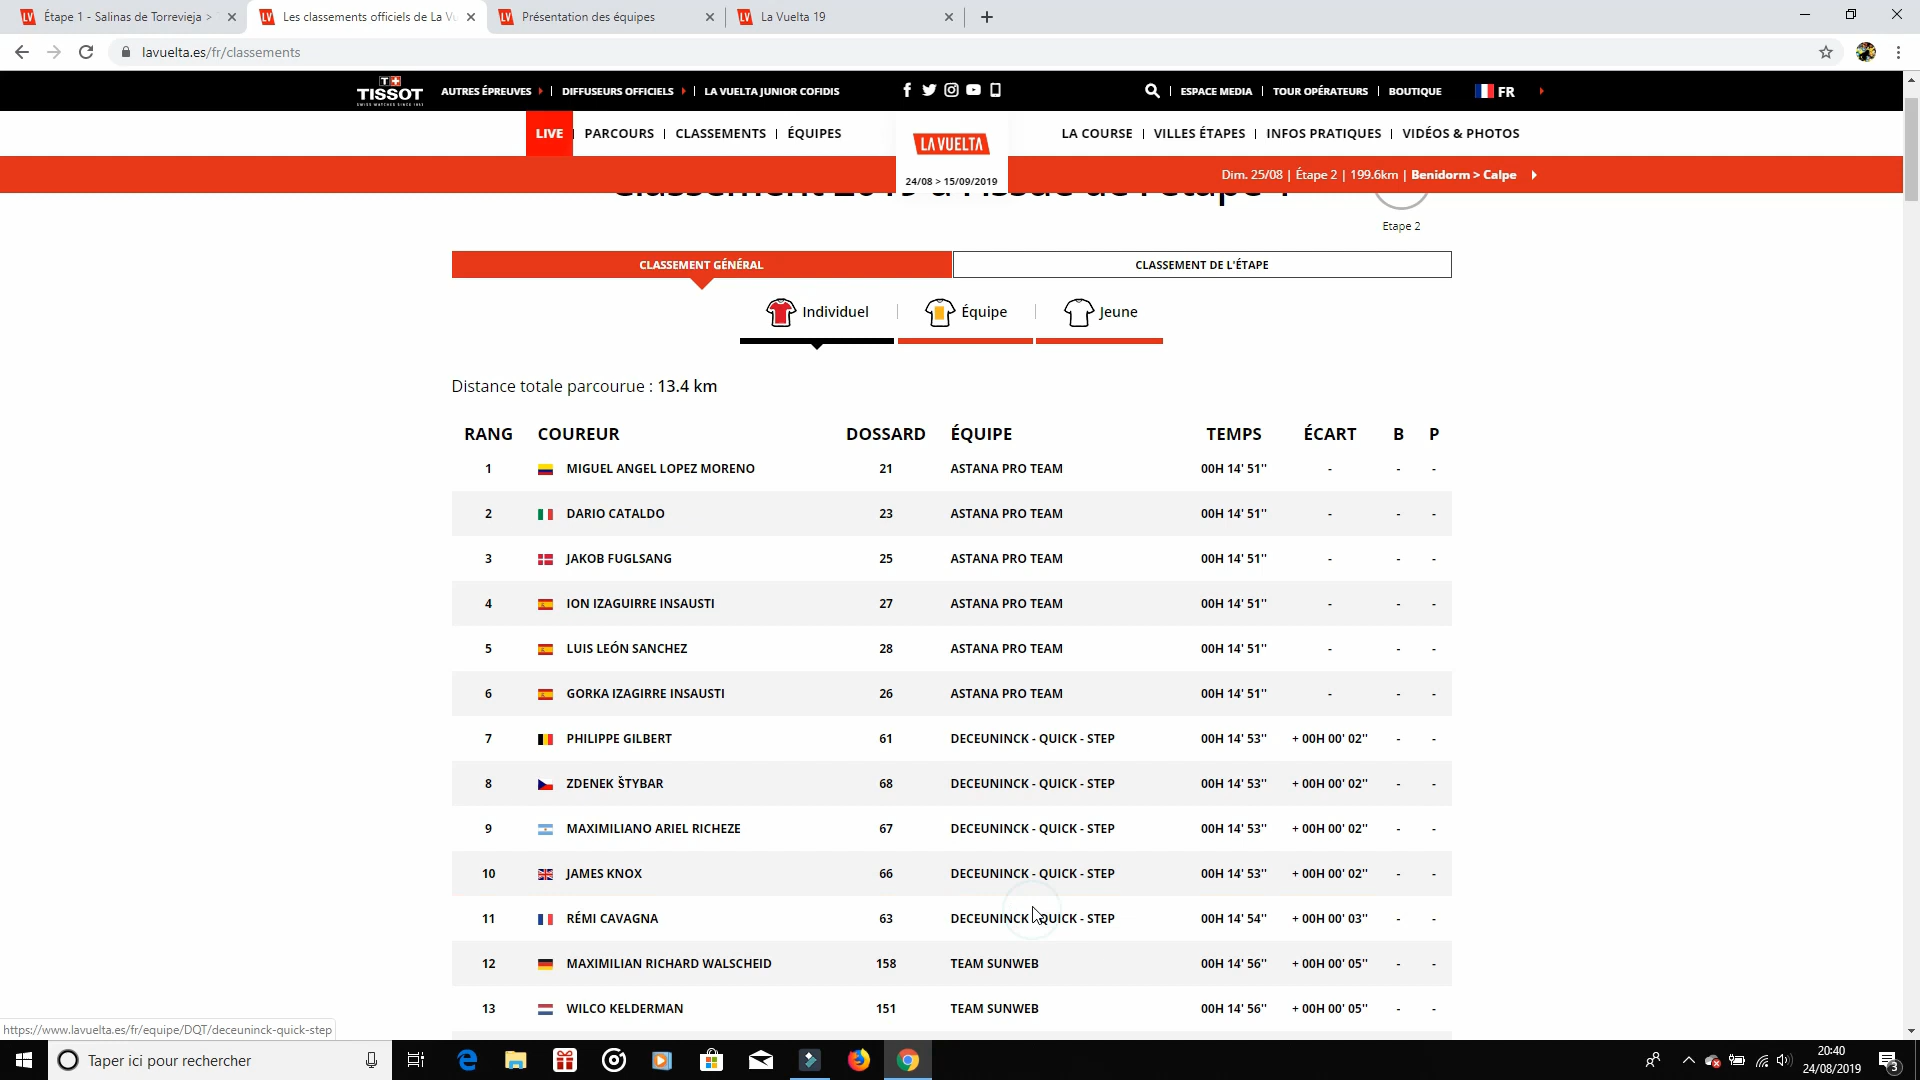 Étape 1 - Salinas de Torrevieja >
Les classements officiels de La Vu
Présentation des équipes
La Vuelta 19
lavuelta.es/fr/classements
TISSOT
AUTRES ÉPREUVES
DIFFUSEURS OFFICIELS
LA VUELTA JUNIOR COFIDIS
ESPACE MEDIA
TOUR OPÉRATEURS
BOUTIQUE
FR
LIVE
PARCOURS
CLASSEMENTS
ÉQUIPES
LA VUELTA
24/08 > 15/09/2019
LA COURSE
VILLES ÉTAPES
INFOS PRATIQUES
VIDÉOS & PHOTOS
Dim. 25/08 | Étape 2 | 199.6km | Benidorm > Calpe
Classement 2019 à l'issue de l'étape 1
Etape 2
CLASSEMENT GÉNÉRAL
CLASSEMENT DE L'ÉTAPE
Individuel
Équipe
Jeune
Distance totale parcourue : 13.4 km
RANG COUREUR DOSSARD ÉQUIPE TEMPS ÉCART B P
1 MIGUEL ANGEL LOPEZ MORENO 21 ASTANA PRO TEAM 00H 14' 51'' - - -
2 DARIO CATALDO 23 ASTANA PRO TEAM 00H 14' 51'' - - -
3 JAKOB FUGLSANG 25 ASTANA PRO TEAM 00H 14' 51'' - - -
4 ION IZAGUIRRE INSAUSTI 27 ASTANA PRO TEAM 00H 14' 51'' - - -
5 LUIS LEÓN SANCHEZ 28 ASTANA PRO TEAM 00H 14' 51'' - - -
6 GORKA IZAGIRRE INSAUSTI 26 ASTANA PRO TEAM 00H 14' 51'' - - -
7 PHILIPPE GILBERT 61 DECEUNINCK - QUICK - STEP 00H 14' 53'' + 00H 00' 02'' - -
8 ZDENEK ŠTYBAR 68 DECEUNINCK - QUICK - STEP 00H 14' 53'' + 00H 00' 02'' - -
9 MAXIMILIANO ARIEL RICHEZE 67 DECEUNINCK - QUICK - STEP 00H 14' 53'' + 00H 00' 02'' - -
10 JAMES KNOX 66 DECEUNINCK - QUICK - STEP 00H 14' 53'' + 00H 00' 02'' - -
11 RÉMI CAVAGNA 63 DECEUNINCK - QUICK - STEP 00H 14' 54'' + 00H 00' 03'' - -
12 MAXIMILIAN RICHARD WALSCHEID 158 TEAM SUNWEB 00H 14' 56'' + 00H 00' 05'' - -
13 WILCO KELDERMAN 151 TEAM SUNWEB 00H 14' 56'' + 00H 00' 05'' - -
https://www.lavuelta.es/fr/equipe/DQT/deceuninck-quick-step
Taper ici pour rechercher
20:40
24/08/2019
3